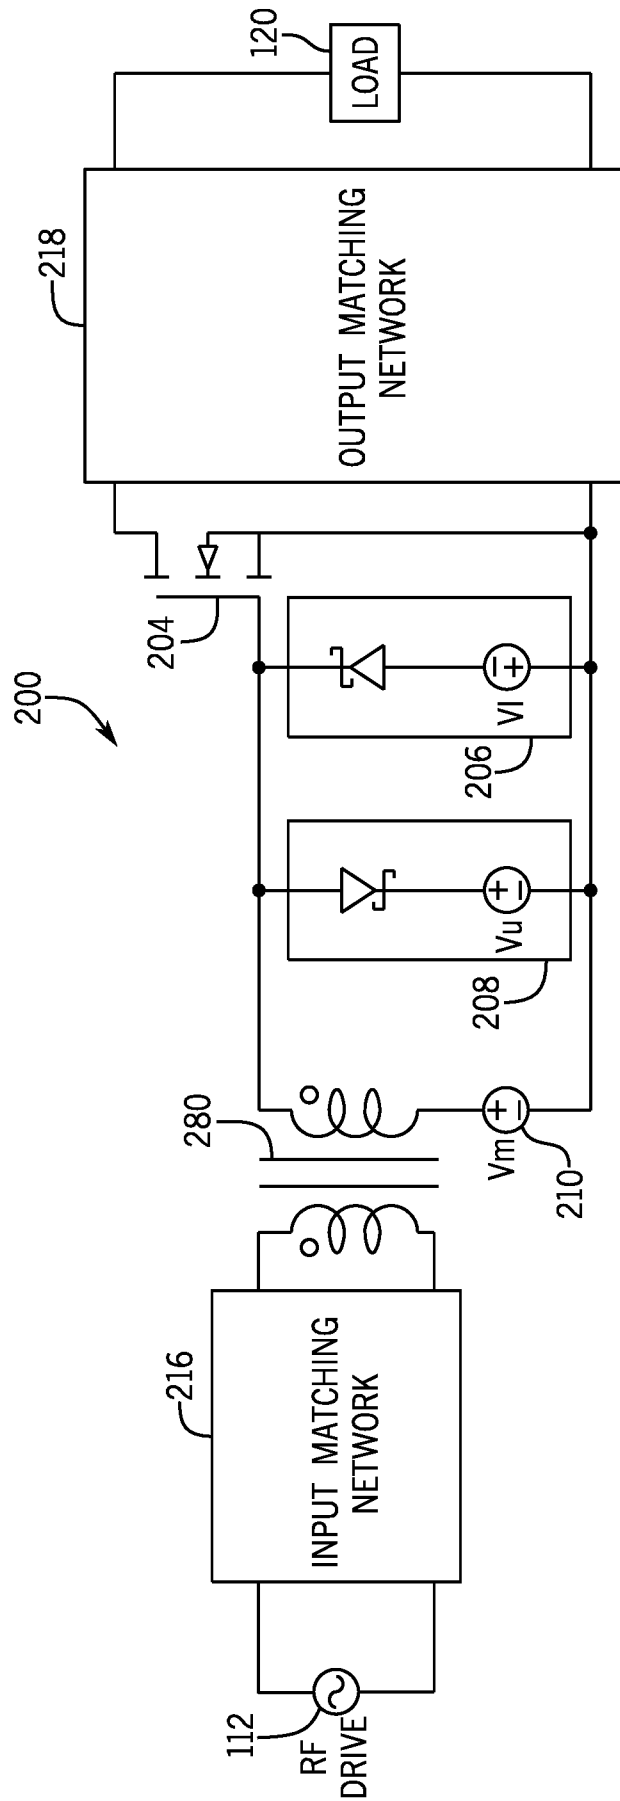 200
112
RF
DRIVE
216
INPUT MATCHING
NETWORK
280
Vm
+
−
210
208
Vu
+
−
206
Vl
−
+
204
218
OUTPUT MATCHING
NETWORK
120
LOAD